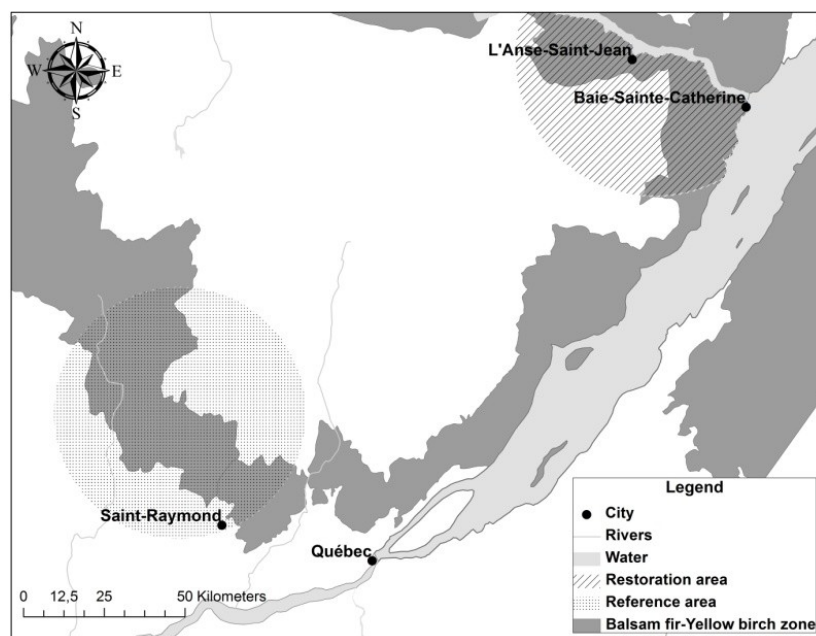 N
W E
S
L'Anse-Saint-Jean
Baie-Sainte-Catherine
Saint-Raymond
Québec
0 12,5 25 50 Kilometers
Legend
City
Rivers
Water
Restoration area
Reference area
Balsam fir-Yellow birch zone